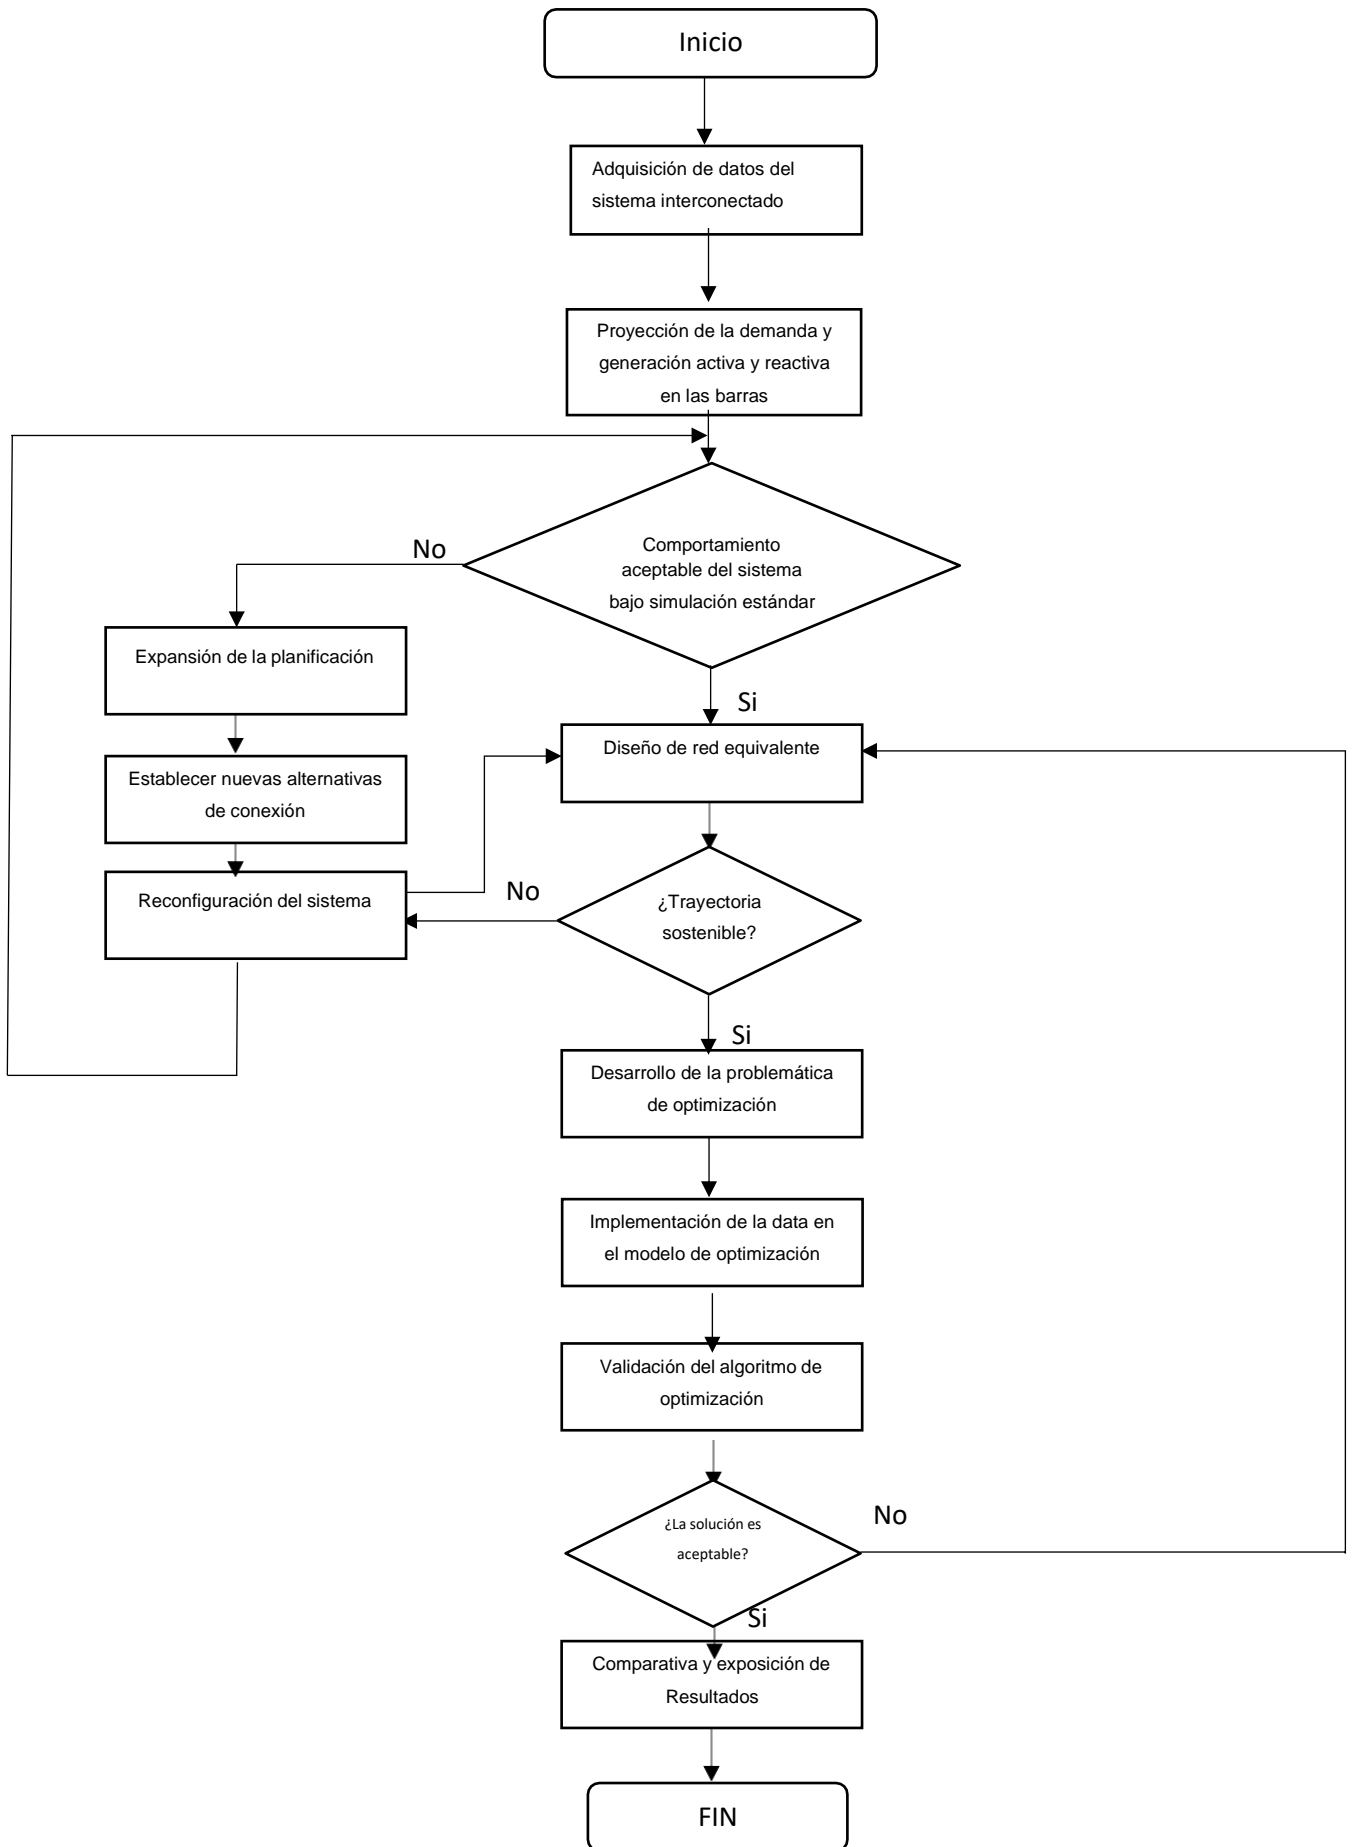 Inicio
Adquisición de datos del
sistema interconectado
Proyección de la demanda y
generación activa y reactiva
en las barras
No
Comportamiento
aceptable del sistema
bajo simulación estándar
Expansión de la planificación
Si
Diseño de red equivalente
Establecer nuevas alternativas
de conexión
Reconfiguración del sistema
No
¿Trayectoria
sostenible?
Si
Desarrollo de la problemática
de optimización
Implementación de la data en
el modelo de optimización
Validación del algoritmo de
optimización
¿La solución es
aceptable?
No
Si
Comparativa y exposición de
Resultados
FIN